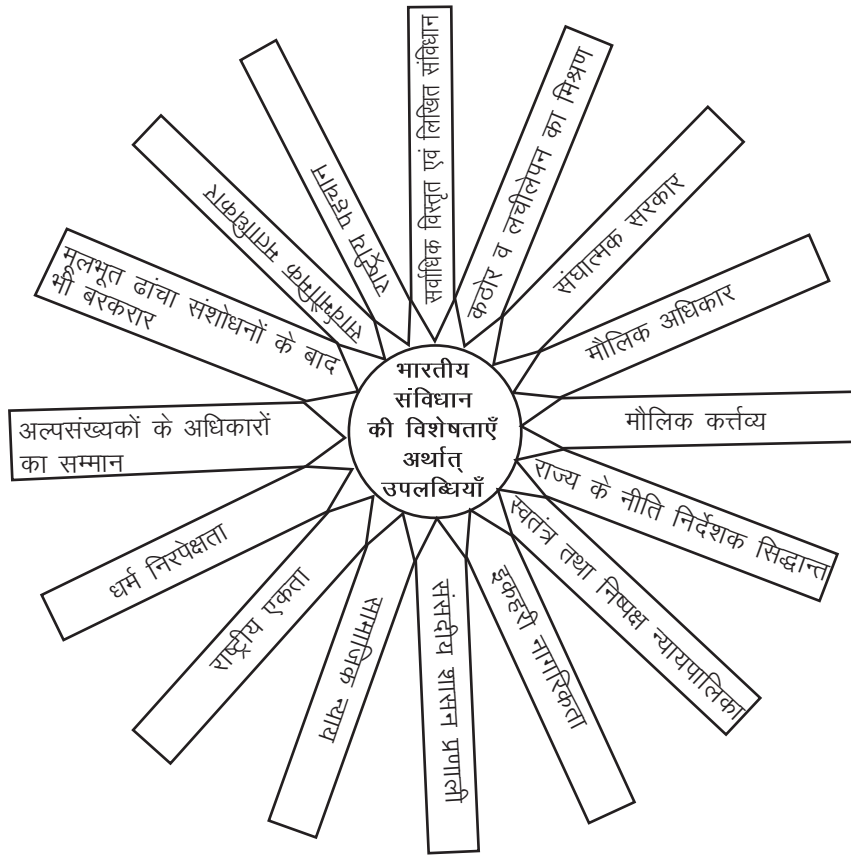 भारतीय
संविधान
की विशेषताएँ
अर्थात्
उपलब्धियाँ
सर्वाधिक विस्तृत एवं लिखित संविधान
कठोर व लचीलेपन का मिश्रण
संघात्मक सरकार
मौलिक अधिकार
मौलिक कर्त्तव्य
राज्य के नीति निर्देशक सिद्धान्त
स्वतंत्र तथा निष्पक्ष न्यायपालिका
इकहरी नागरिकता
संसदीय शासन प्रणाली
सामाजिक न्याय
राष्ट्रीय एकता
धर्म निरपेक्षता
अल्पसंख्यकों के अधिकारों
का सम्मान
मूलभूत ढांचा संशोधनों के बाद
भी बरकरार
सार्वभौमिक मताधिकार
राष्ट्रीय पहचान